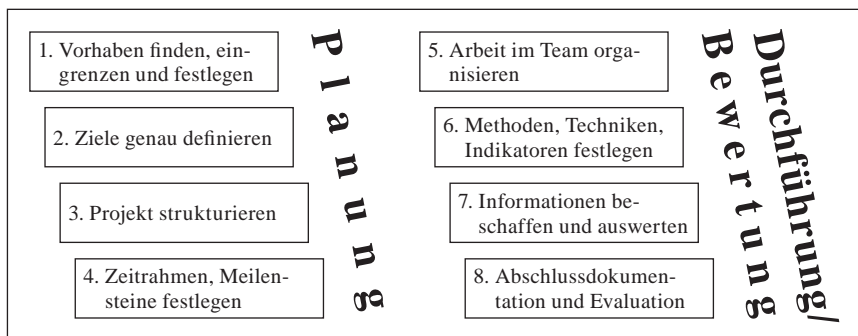 1. Vorhaben finden, ein-
grenzen und festlegen
2. Ziele genau definieren
3. Projekt strukturieren
4. Zeitrahmen, Meilen-
steine festlegen
Planung
5. Arbeit im Team orga-
nisieren
6. Methoden, Techniken,
Indikatoren festlegen
7. Informationen be-
schaffen und auswerten
8. Abschlussdokumen-
tation und Evaluation
Durchführung/
Bewertung